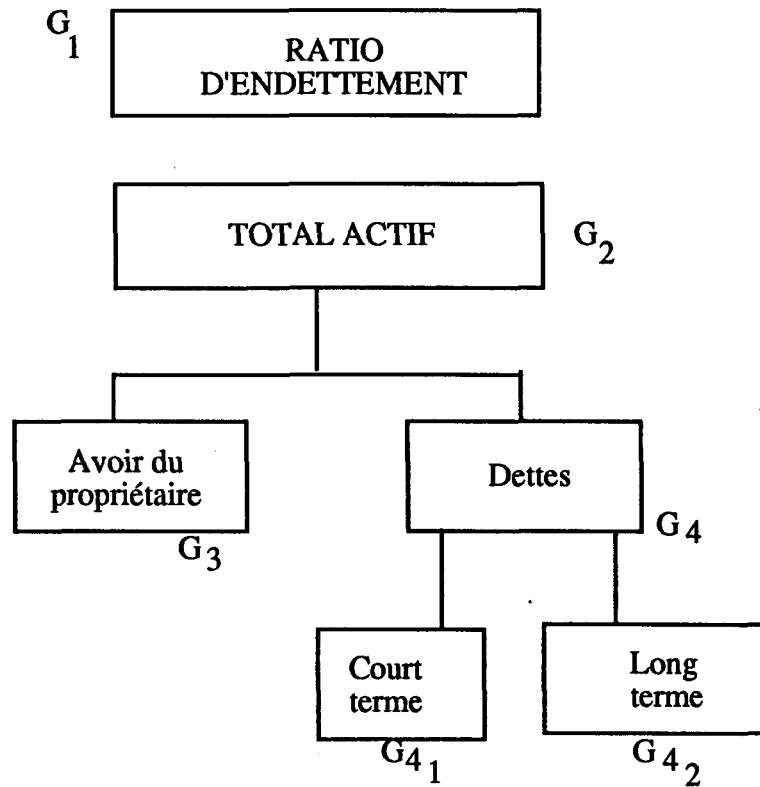 G1
RATIO
D'ENDETTEMENT
TOTAL ACTIF
G2
Avoir du
propriétaire
G3
Dettes
G4
Court
terme
G41
Long
terme
G42